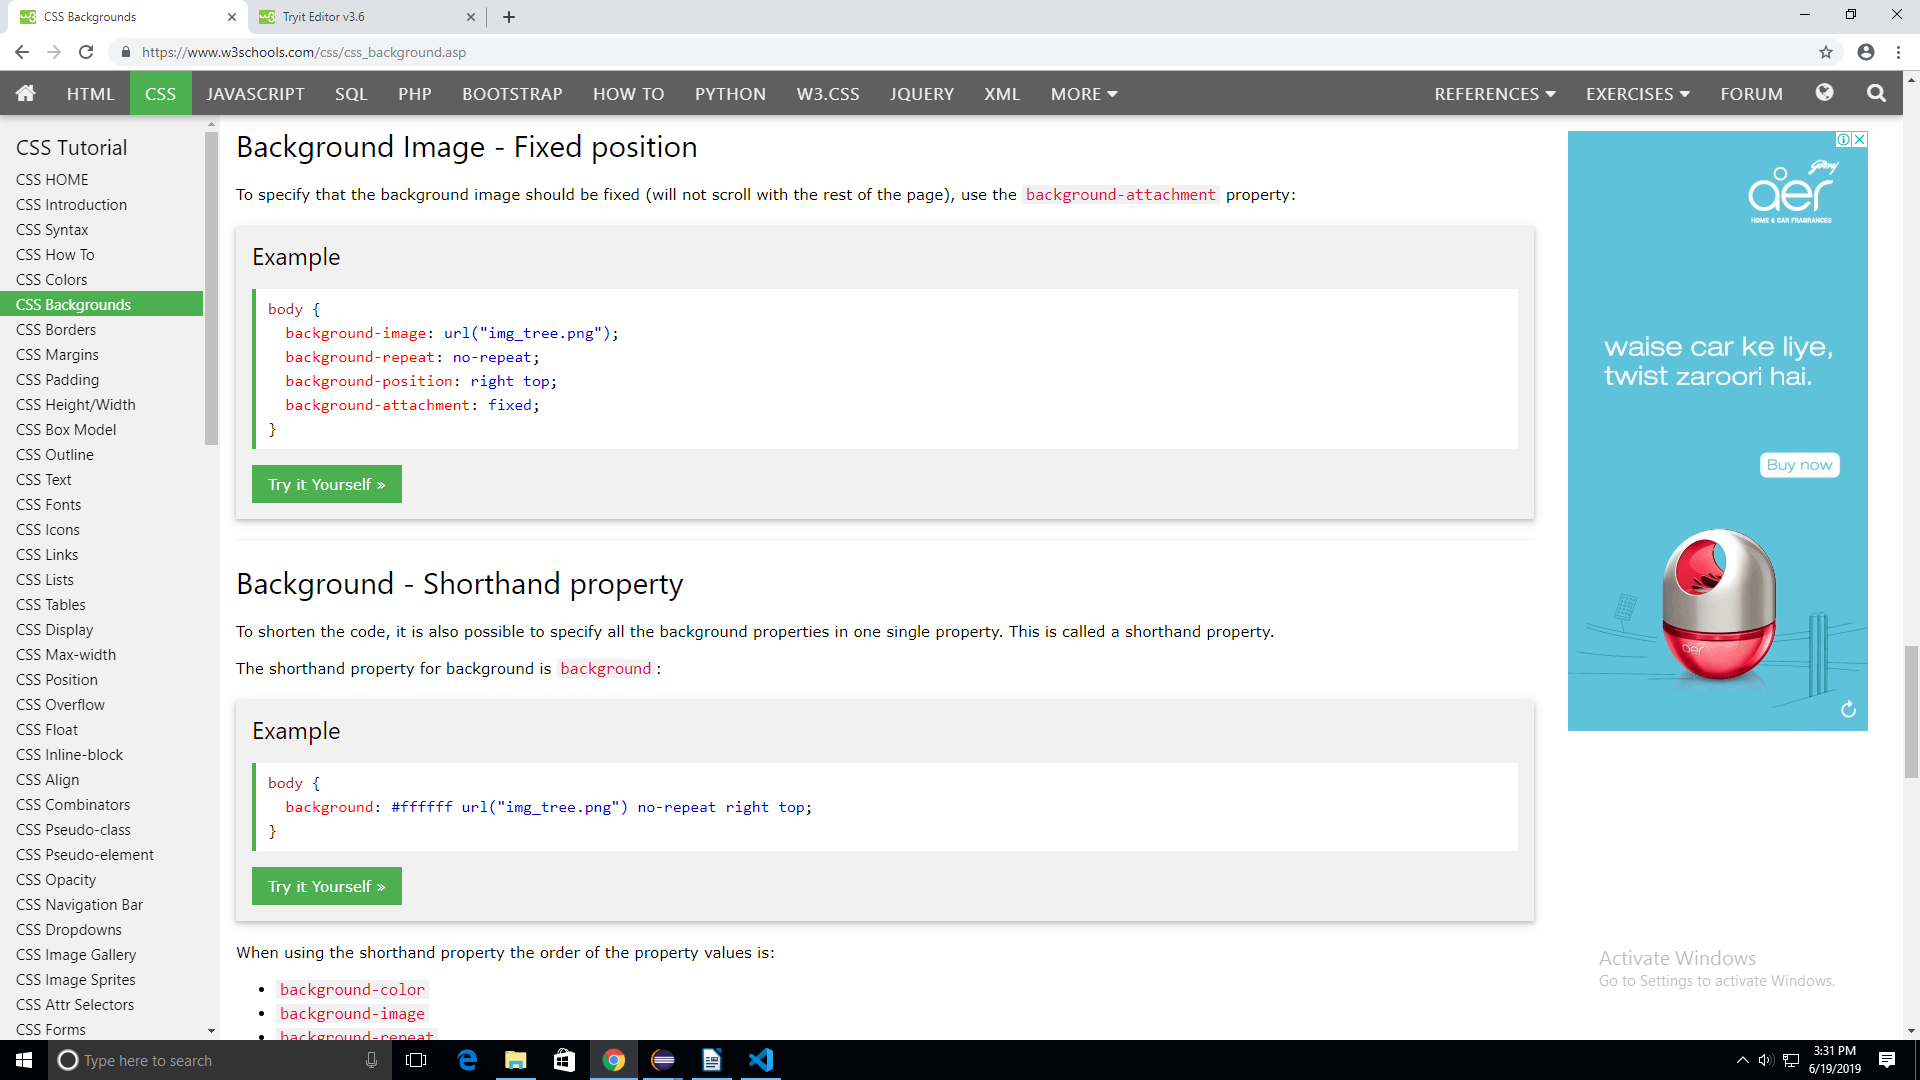 CSS Backgrounds
Tryit Editor v3.6
https://www.w3schools.com/css/css_background.asp
HTML CSS JAVASCRIPT SQL PHP BOOTSTRAP HOW TO PYTHON W3.CSS JQUERY XML MORE REFERENCES EXERCISES FORUM
CSS Tutorial
CSS HOME
CSS Introduction
CSS Syntax
CSS How To
CSS Colors
CSS Backgrounds
CSS Borders
CSS Margins
CSS Padding
CSS Height/Width
CSS Box Model
CSS Outline
CSS Text
CSS Fonts
CSS Icons
CSS Links
CSS Lists
CSS Tables
CSS Display
CSS Max-width
CSS Position
CSS Overflow
CSS Float
CSS Inline-block
CSS Align
CSS Combinators
CSS Pseudo-class
CSS Pseudo-element
CSS Opacity
CSS Navigation Bar
CSS Dropdowns
CSS Image Gallery
CSS Image Sprites
CSS Attr Selectors
CSS Forms
Background Image - Fixed position
To specify that the background image should be fixed (will not scroll with the rest of the page), use the background-attachment property:
Example
body {
  background-image: url("img_tree.png");
  background-repeat: no-repeat;
  background-position: right top;
  background-attachment: fixed;
}
Try it Yourself »
Background - Shorthand property
To shorten the code, it is also possible to specify all the background properties in one single property. This is called a shorthand property.
The shorthand property for background is background:
Example
body {
  background: #ffffff url("img_tree.png") no-repeat right top;
}
Try it Yourself »
When using the shorthand property the order of the property values is:
• background-color
• background-image
• background-repeat
Godrej
aer
HOME & CAR FRAGRANCES
waise car ke liye,
twist zaroori hai.
Buy now
aer
Activate Windows
Go to Settings to activate Windows.
Type here to search
3:31 PM
6/19/2019